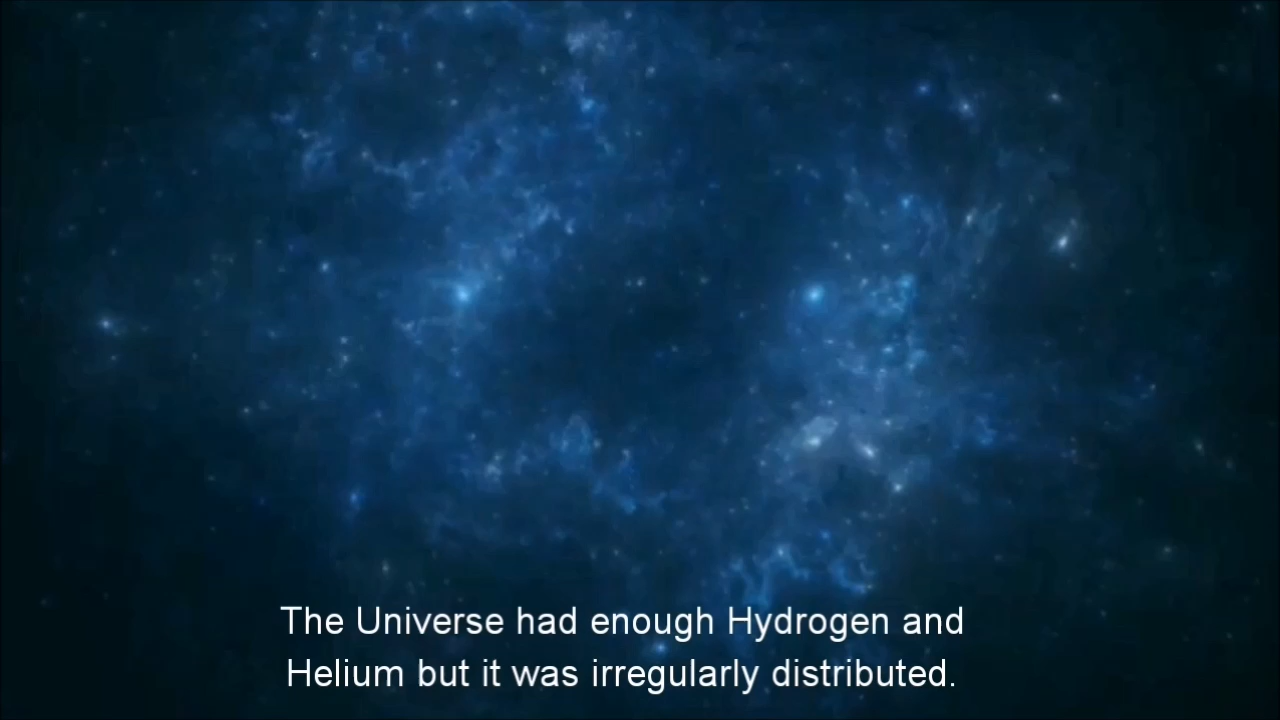 The Universe had enough Hydrogen and
Helium but it was irregularly distributed.